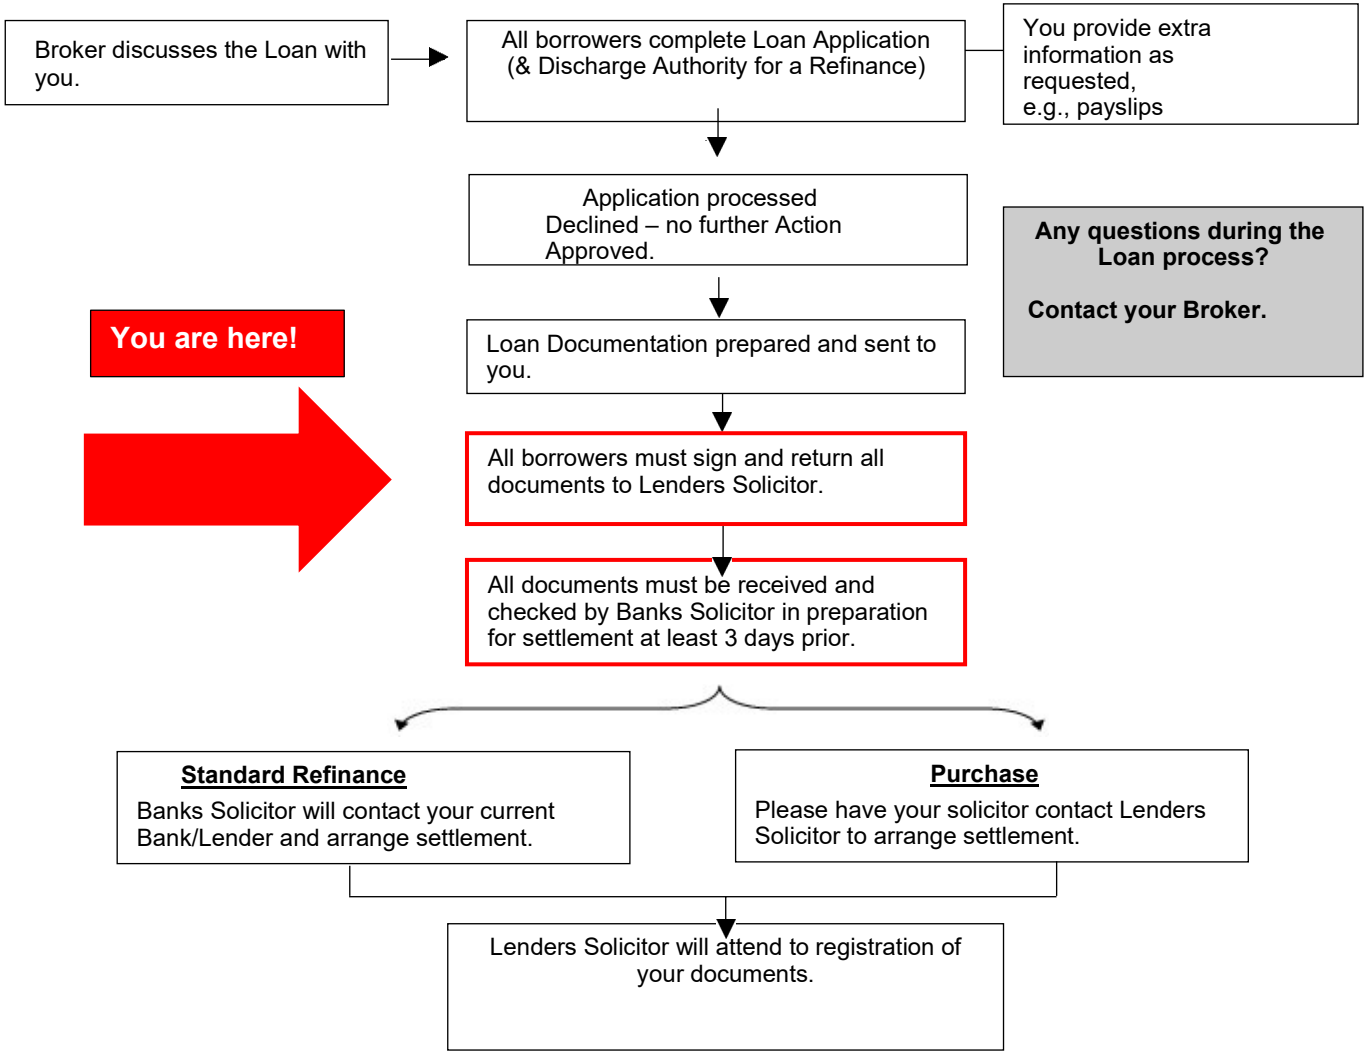 Broker discusses the Loan with
you.
All borrowers complete Loan Application
(& Discharge Authority for a Refinance)
You provide extra
information as
requested,
e.g., payslips
Application processed
Declined – no further Action
Approved.
Any questions during the
Loan process?
Contact your Broker.
You are here!
Loan Documentation prepared and sent to
you.
All borrowers must sign and return all
documents to Lenders Solicitor.
All documents must be received and
checked by Banks Solicitor in preparation
for settlement at least 3 days prior.
Standard Refinance
Banks Solicitor will contact your current
Bank/Lender and arrange settlement.
Purchase
Please have your solicitor contact Lenders
Solicitor to arrange settlement.
Lenders Solicitor will attend to registration of
your documents.